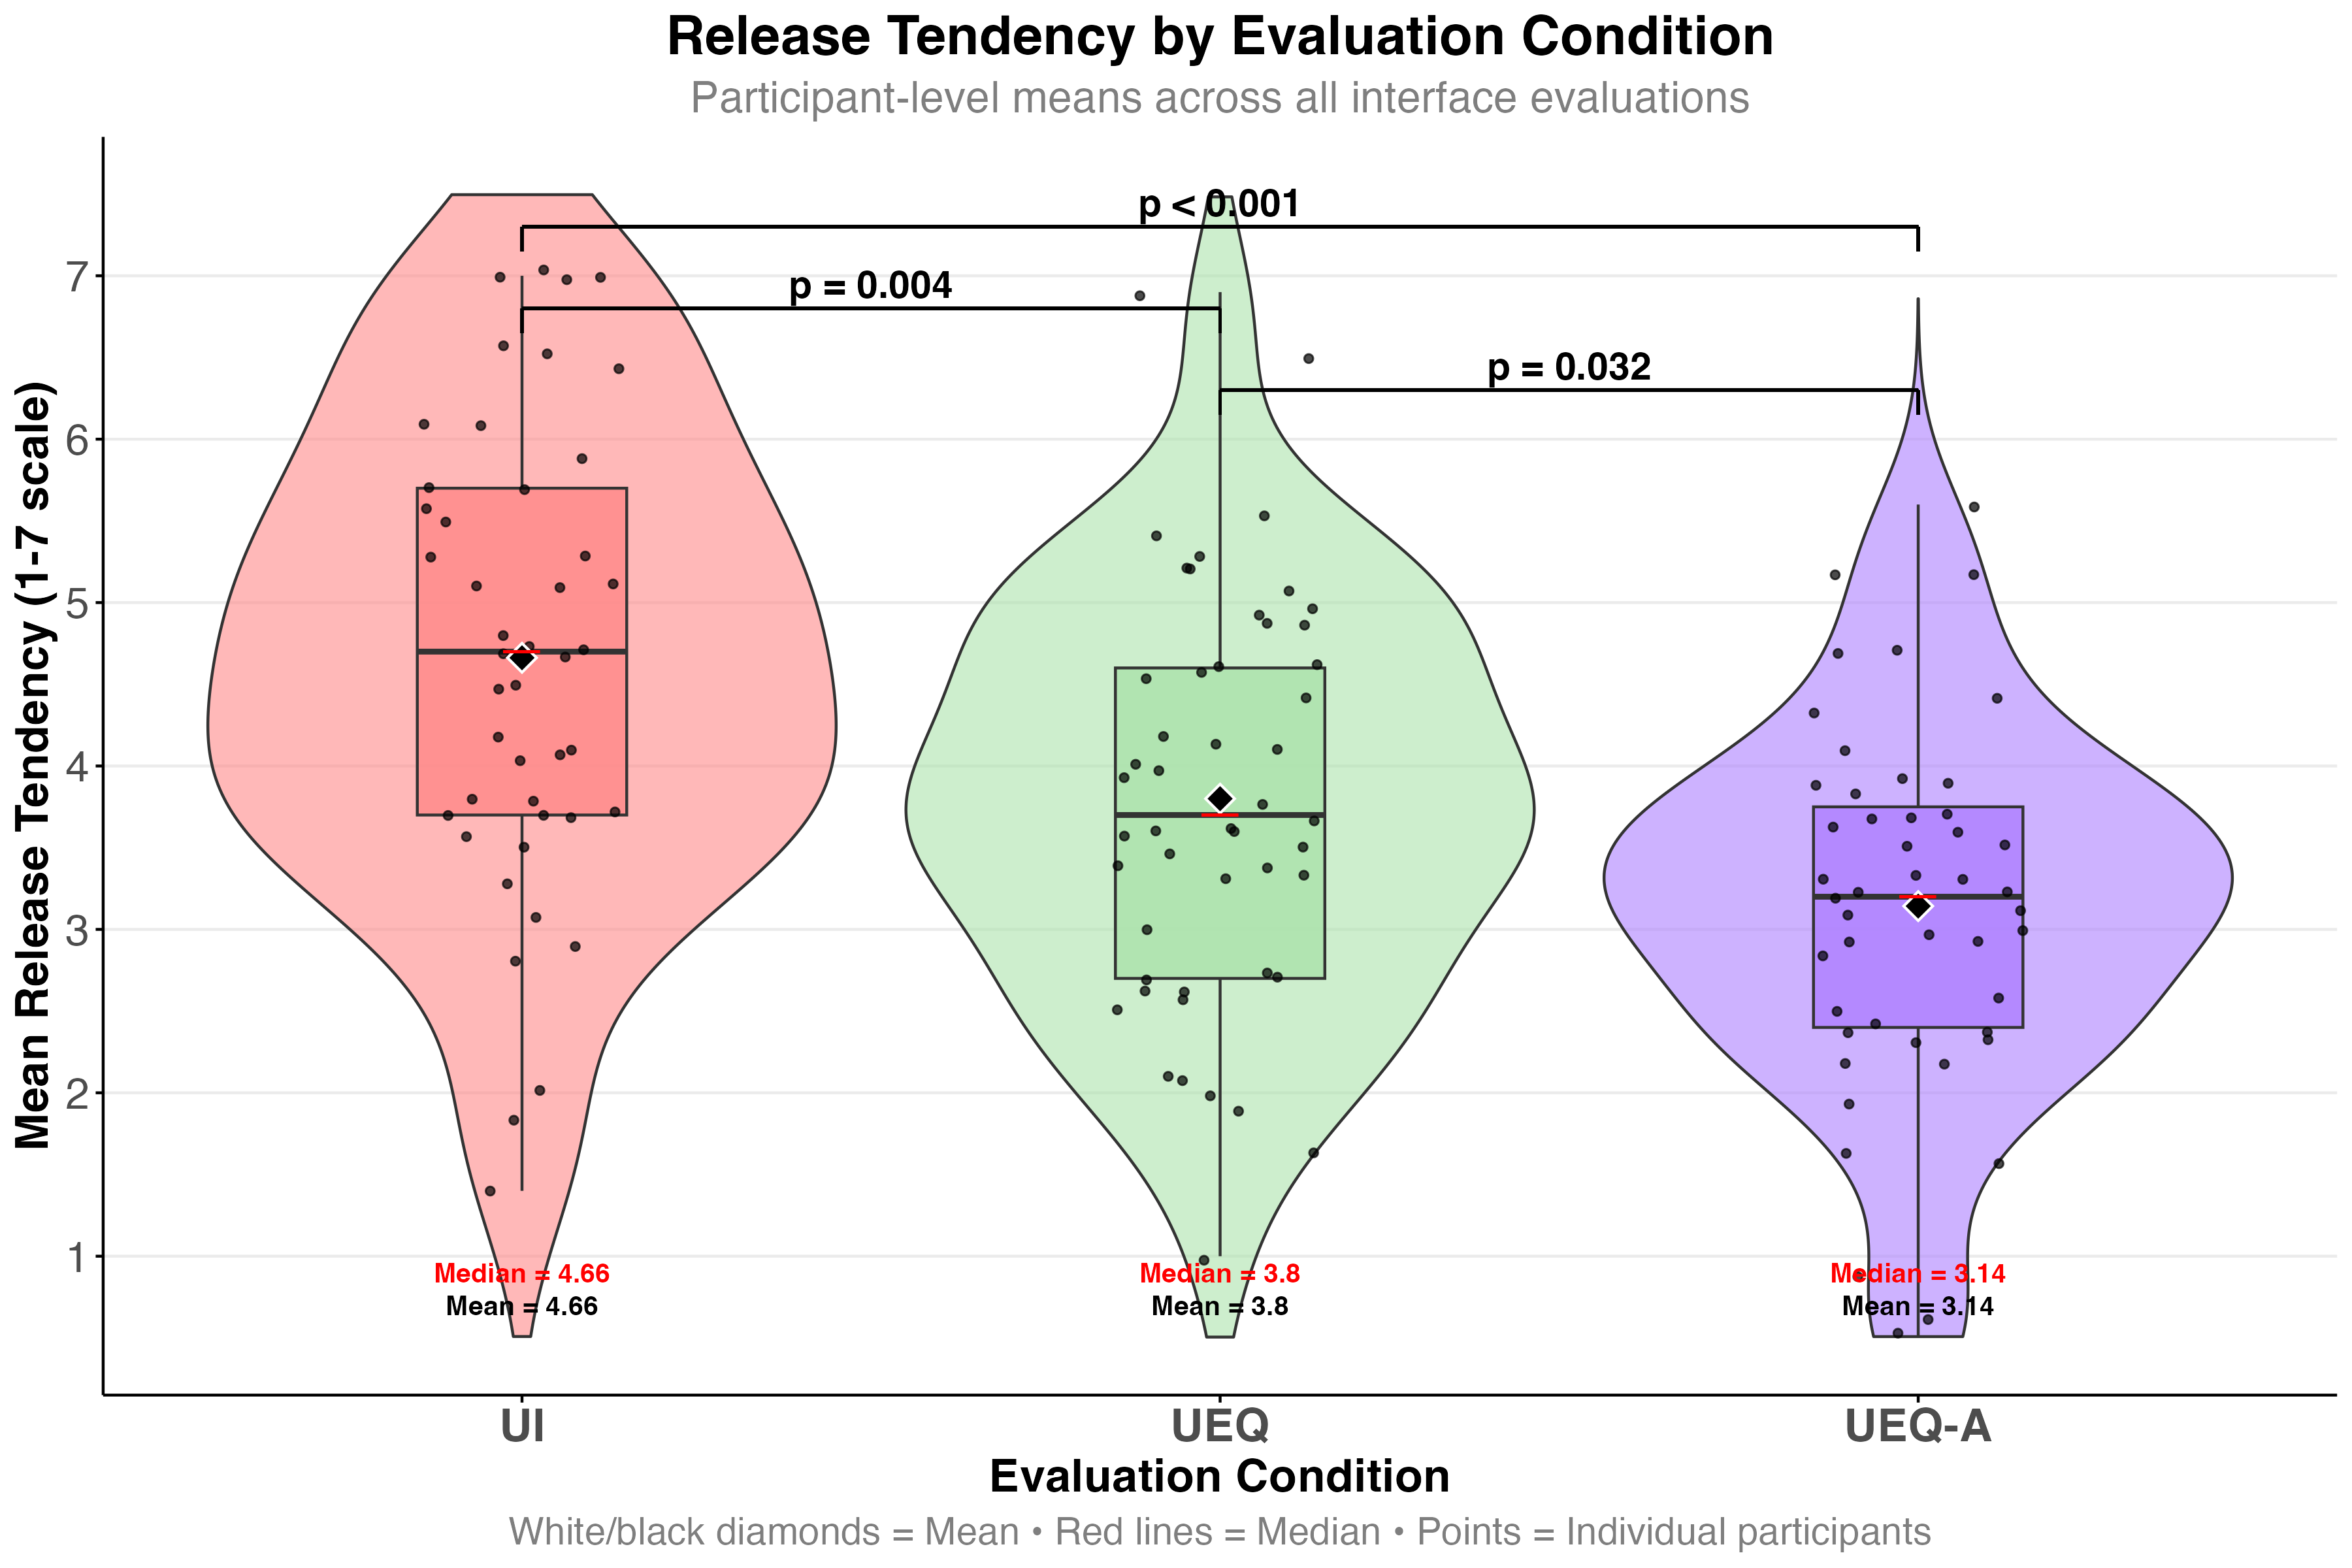 Release Tendency by Evaluation Condition
Participant-level means across all interface evaluations
Mean Release Tendency (1-7 scale)
7
6
5
4
3
2
1
p < 0.001
p = 0.004
p = 0.032
Median = 4.66
Mean = 4.66
Median = 3.8
Mean = 3.8
Median = 3.14
Mean = 3.14
UI
UEQ
UEQ-A
Evaluation Condition
White/black diamonds = Mean • Red lines = Median • Points = Individual participants